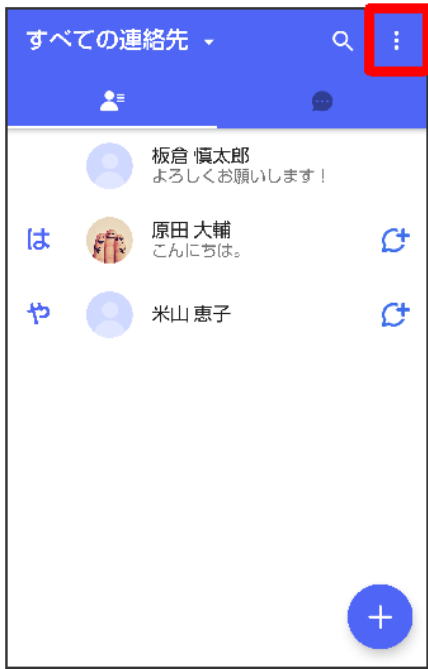 すべての連絡先
板倉 慎太郎
よろしくお願いします！
は
原田 大輔
こんにちは。
や
米山 恵子